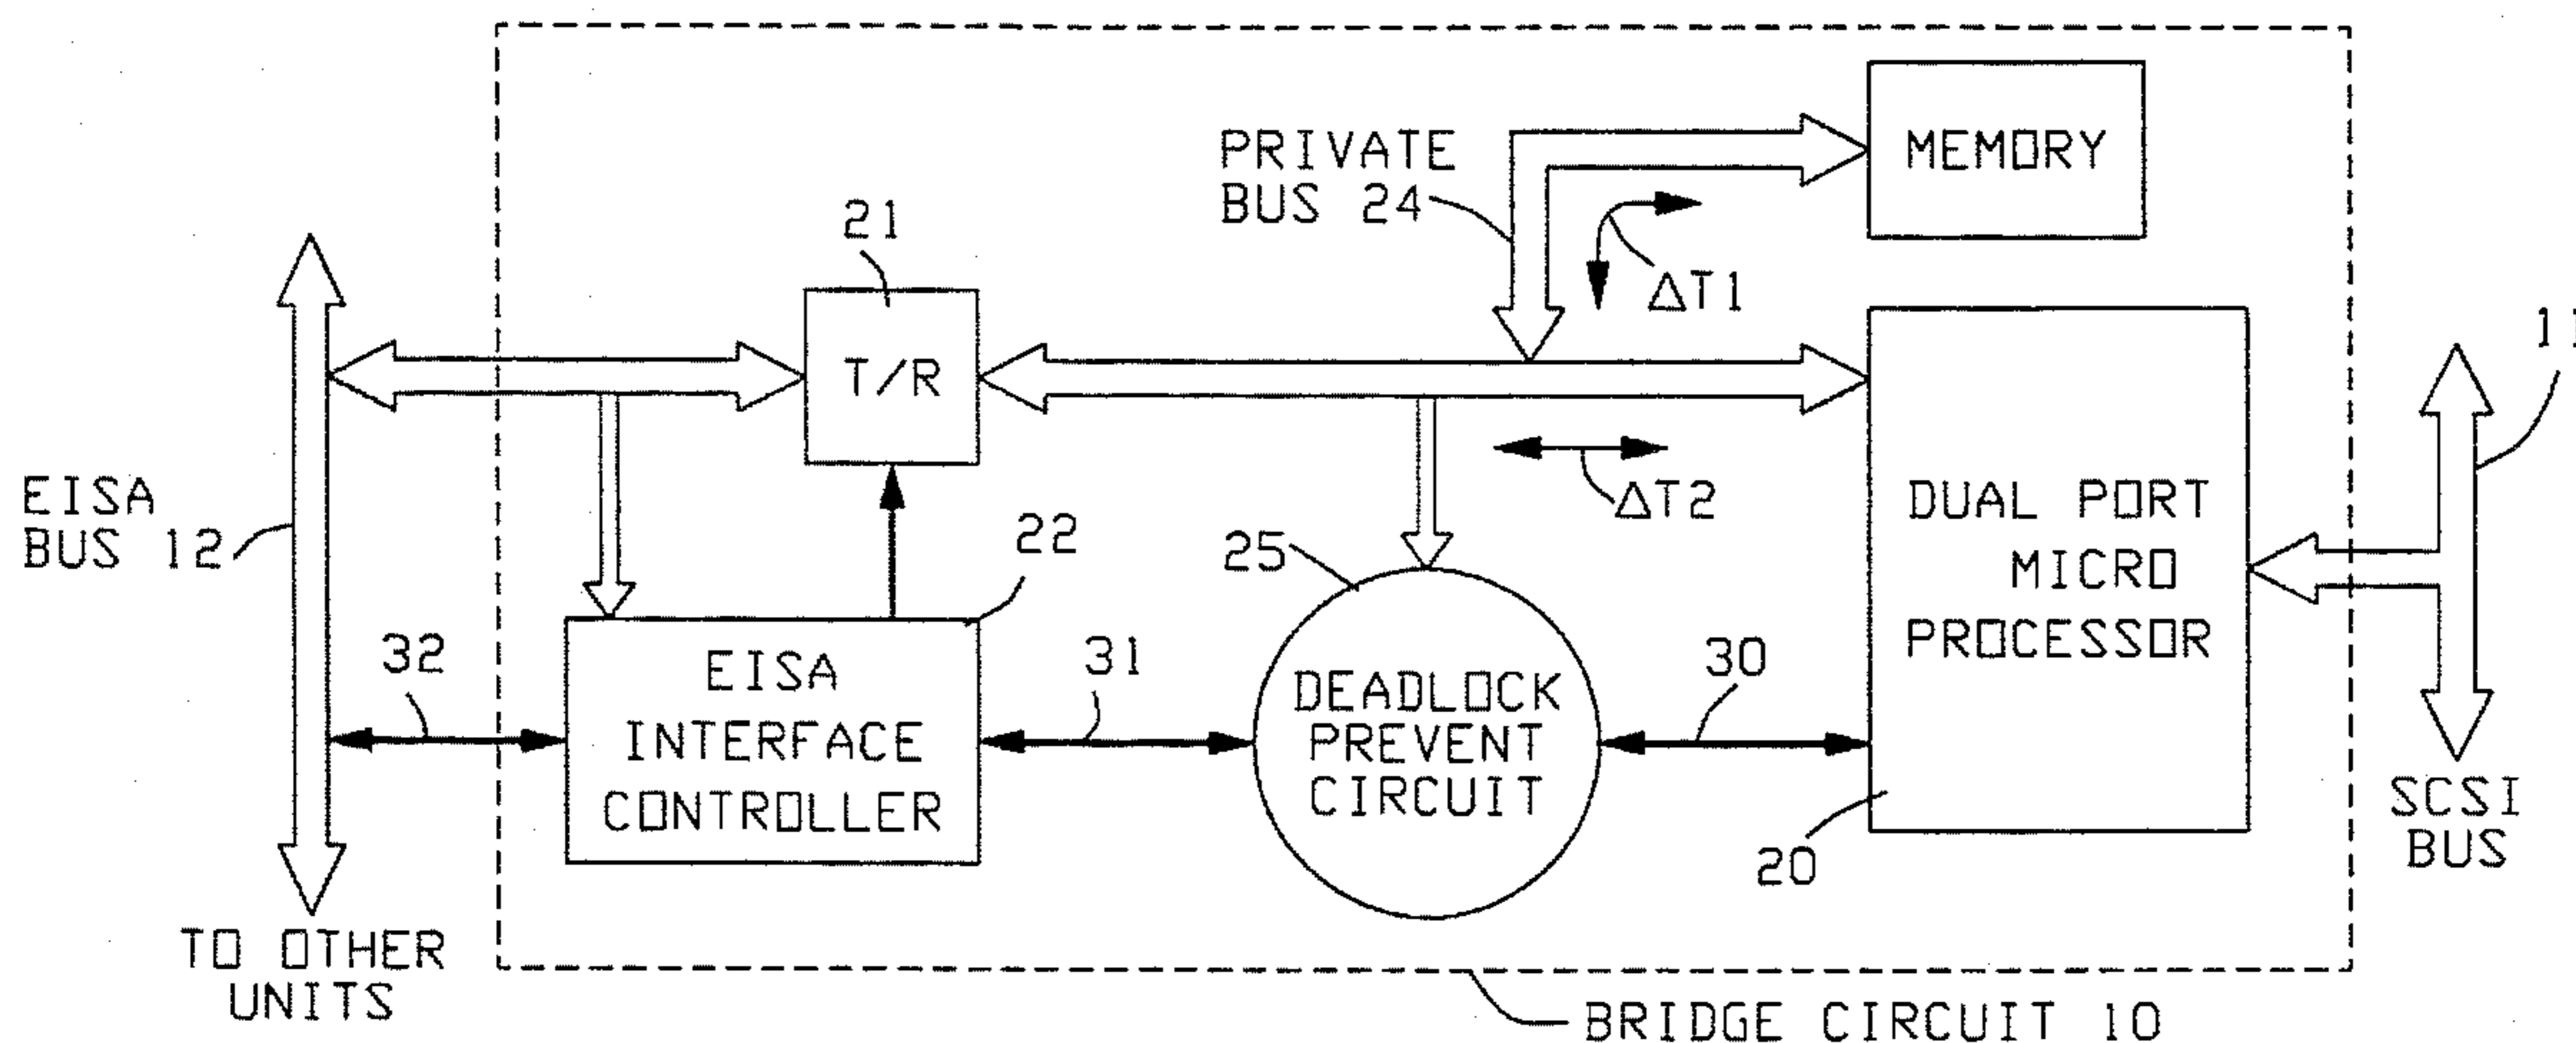 MEMORY
PRIVATE
BUS 24
21
ΔT1
T/R
11
EISA
BUS 12
ΔT2
DUAL PORT
MICRO
PROCESSOR
22
25
32
EISA
INTERFACE
CONTROLLER
31
DEADLOCK
PREVENT
CIRCUIT
30
20
SCSI
BUS
TO OTHER
UNITS
BRIDGE CIRCUIT 10